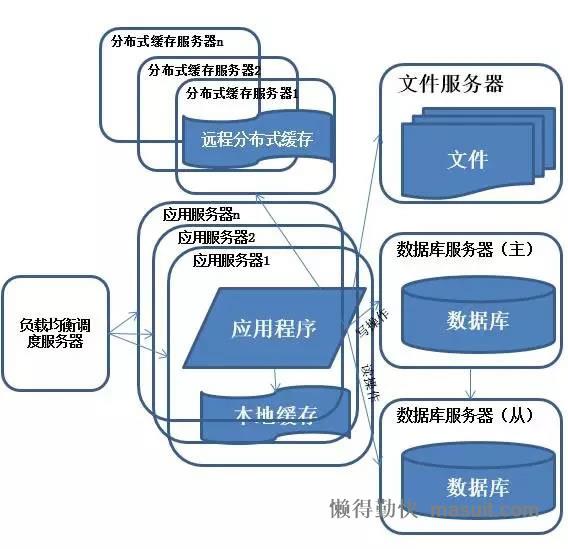 分布式缓存服务器n
分布式缓存服务器2
分布式缓存服务器1
远程分布式缓存
文件服务器
文件
应用服务器n
应用服务器2
应用服务器1
应用程序
本地缓存
负载均衡调
度服务器
写操作
读操作
数据库服务器（主）
数据库
数据库服务器（从）
数据库
懒得勤快 masuit.com